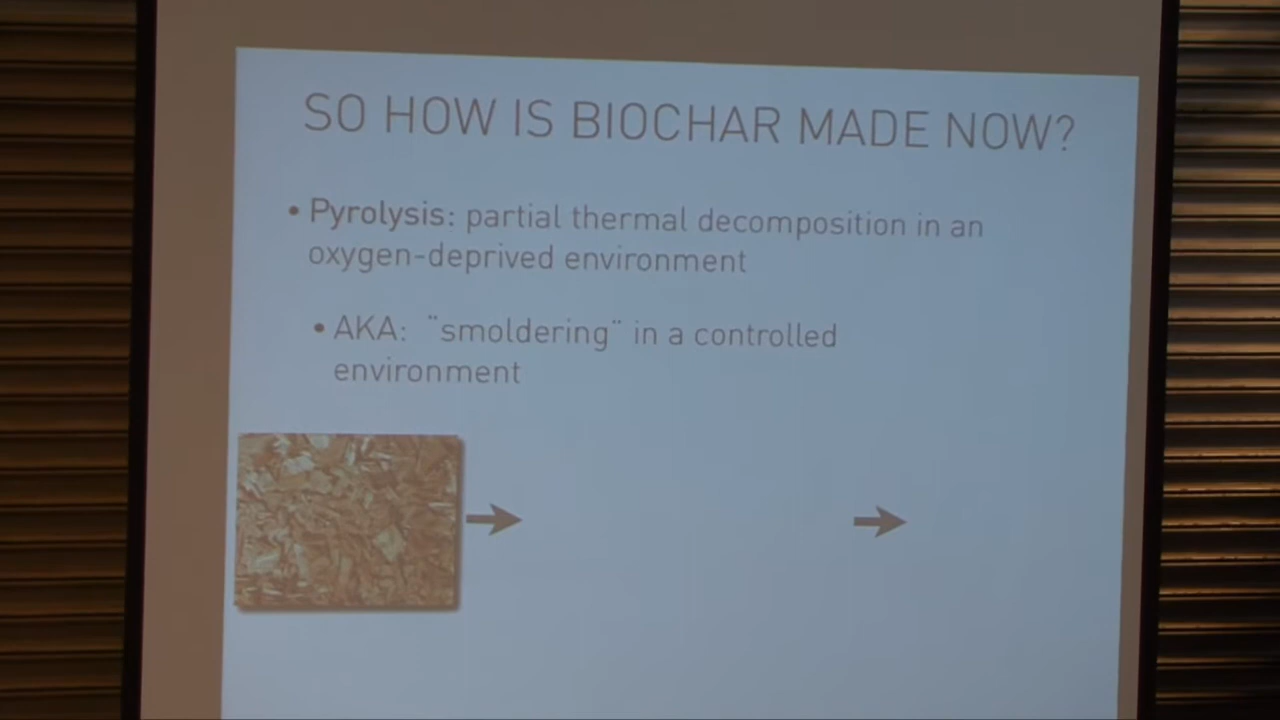 SO HOW IS BIOCHAR MADE NOW?
• Pyrolysis: partial thermal decomposition in an
oxygen-deprived environment
• AKA: "smoldering" in a controlled
environment